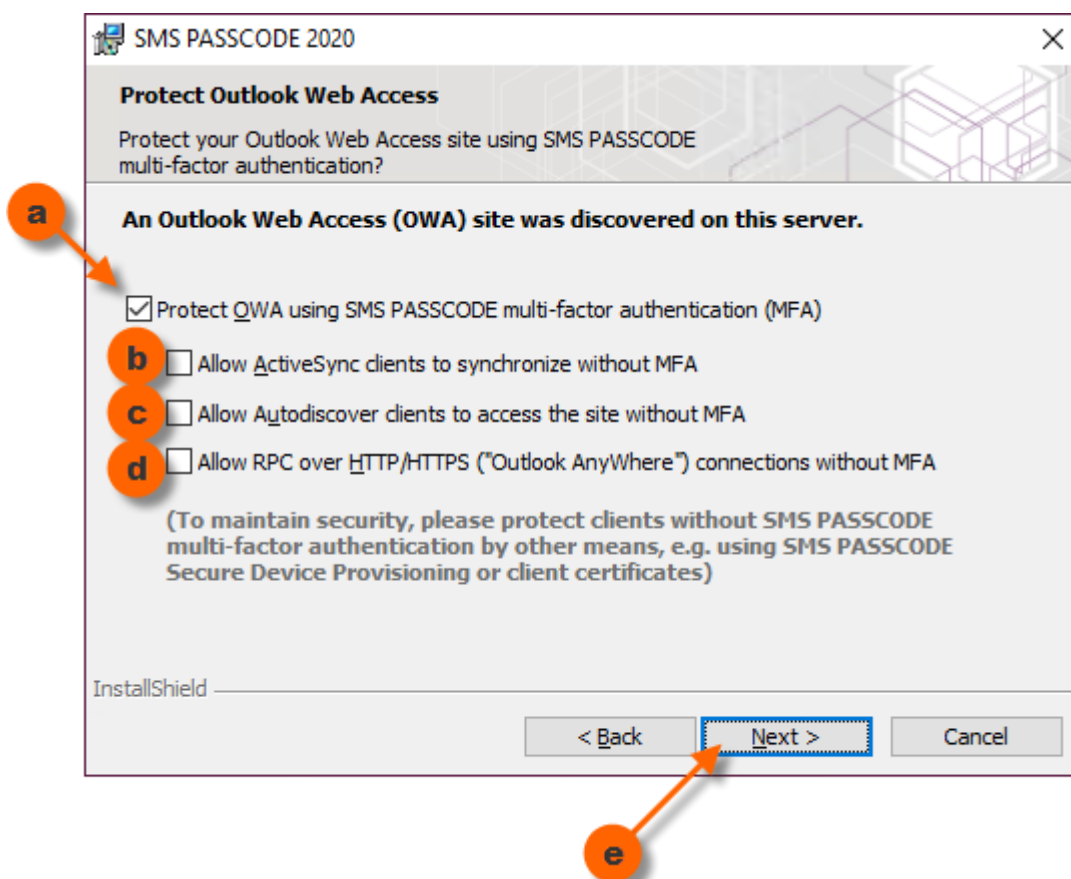 SMS PASSCODE 2020
Protect Outlook Web Access
Protect your Outlook Web Access site using SMS PASSCODE
multi-factor authentication?
a
An Outlook Web Access (OWA) site was discovered on this server.
Protect OWA using SMS PASSCODE multi-factor authentication (MFA)
b Allow ActiveSync clients to synchronize without MFA
c Allow Autodiscover clients to access the site without MFA
d Allow RPC over HTTP/HTTPS ("Outlook AnyWhere") connections without MFA
(To maintain security, please protect clients without SMS PASSCODE
multi-factor authentication by other means, e.g. using SMS PASSCODE
Secure Device Provisioning or client certificates)
InstallShield
< Back Next > Cancel
e